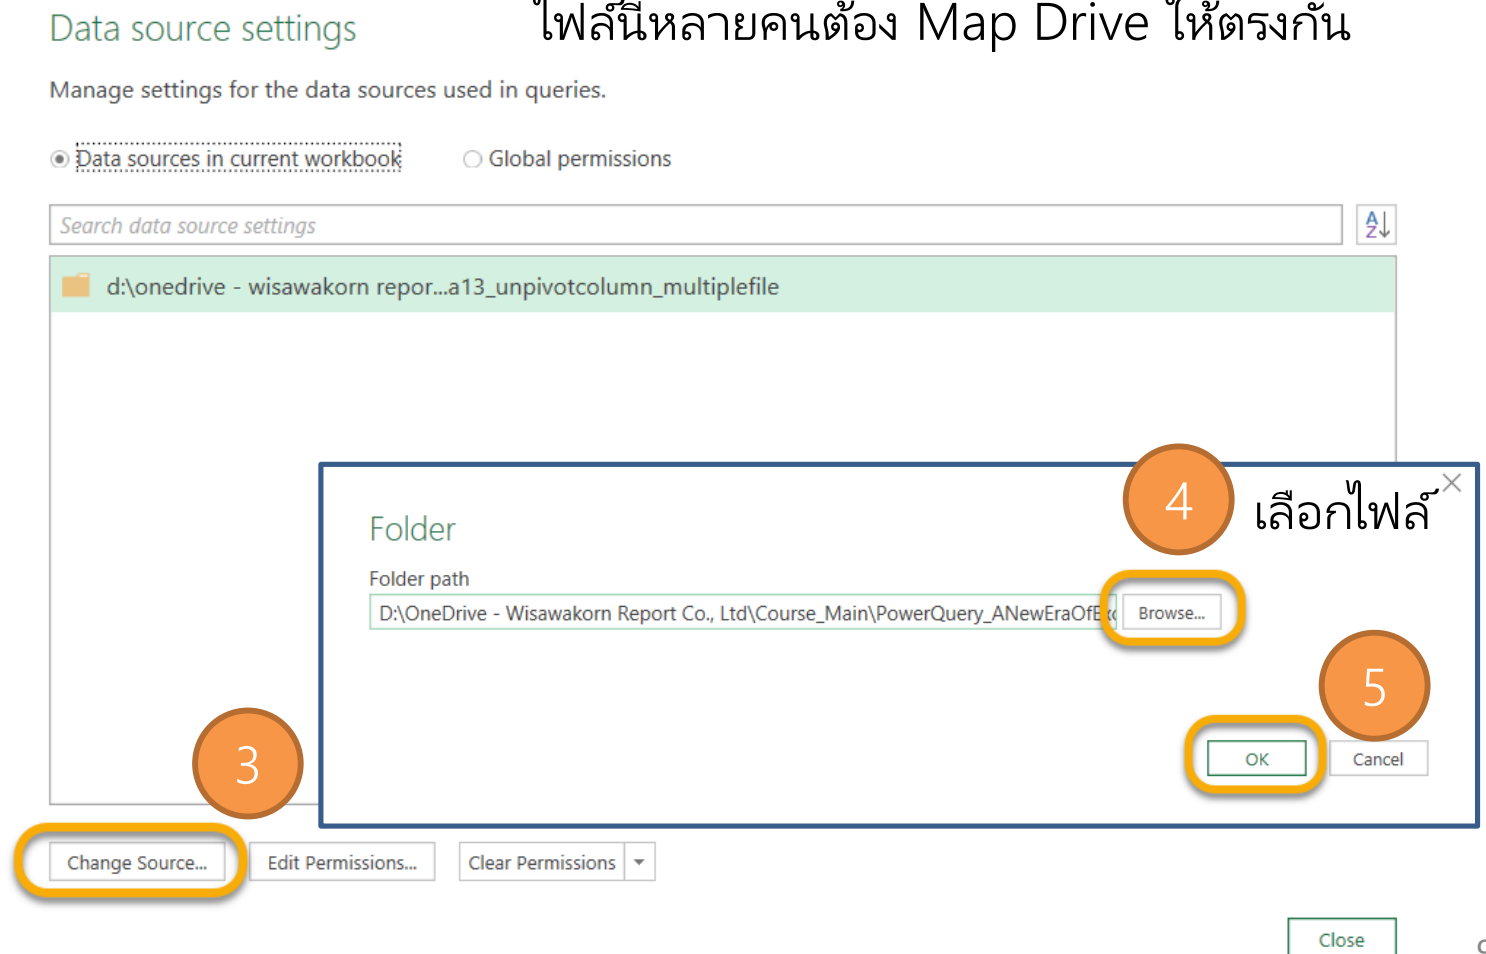 ไฟล์นี้หลายคนต้อง Map Drive ให้ตรงกัน
Data source settings
Manage settings for the data sources used in queries.
Data sources in current workbook
Global permissions
Search data source settings
d:\onedrive - wisawakorn repor...a13_unpivotcolumn_multiplefile
4
เลือกไฟล์
Folder
Folder path
D:\OneDrive - Wisawakorn Report Co., Ltd\Course_Main\PowerQuery_ANewEraOfExc
Browse...
5
OK
Cancel
3
Change Source...
Edit Permissions...
Clear Permissions
Close